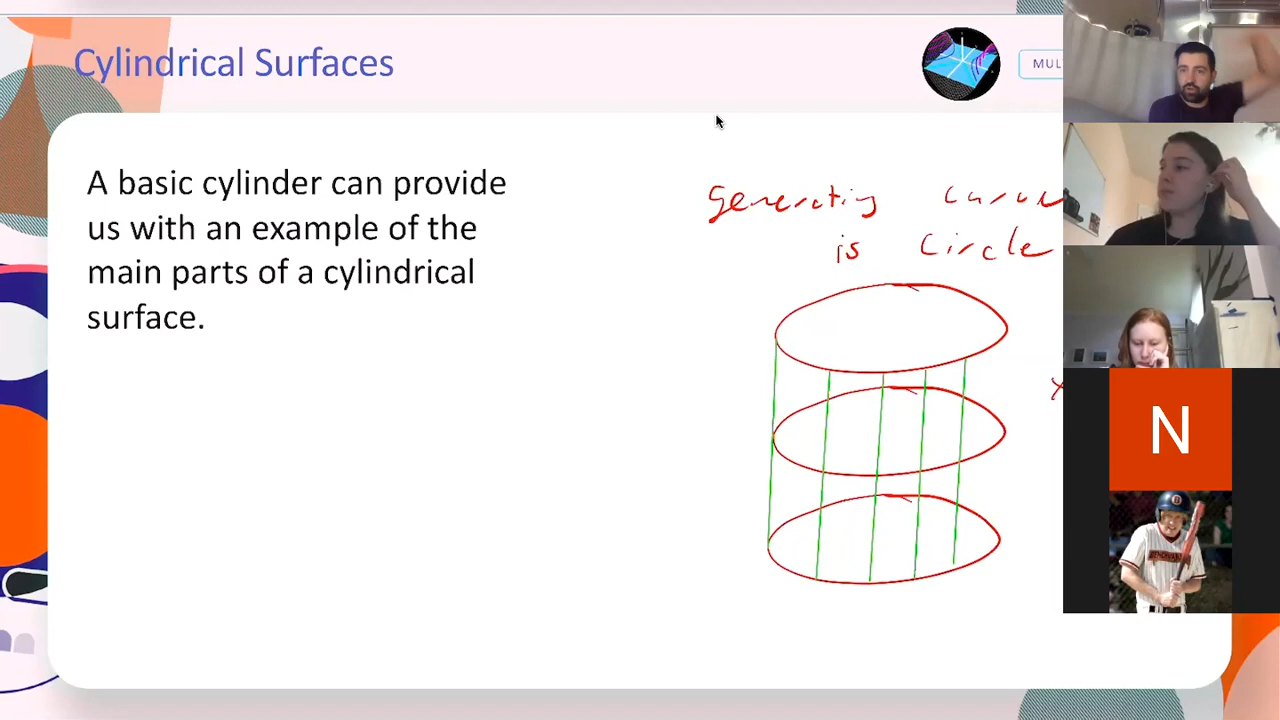 Cylindrical Surfaces
MUL
A basic cylinder can provide
us with an example of the
main parts of a cylindrical
surface.
Generating
is Circle
N